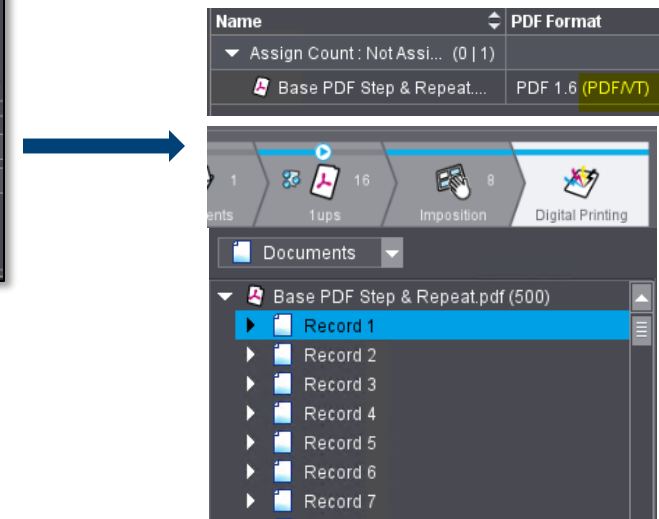 Name PDF Format
Assign Count : Not Assi... (0 | 1)
Base PDF Step & Repeat.... PDF 1.6 (PDF/VT)
1 16 8
ents 1ups Imposition Digital Printing
Documents
Base PDF Step & Repeat.pdf (500)
Record 1
Record 2
Record 3
Record 4
Record 5
Record 6
Record 7